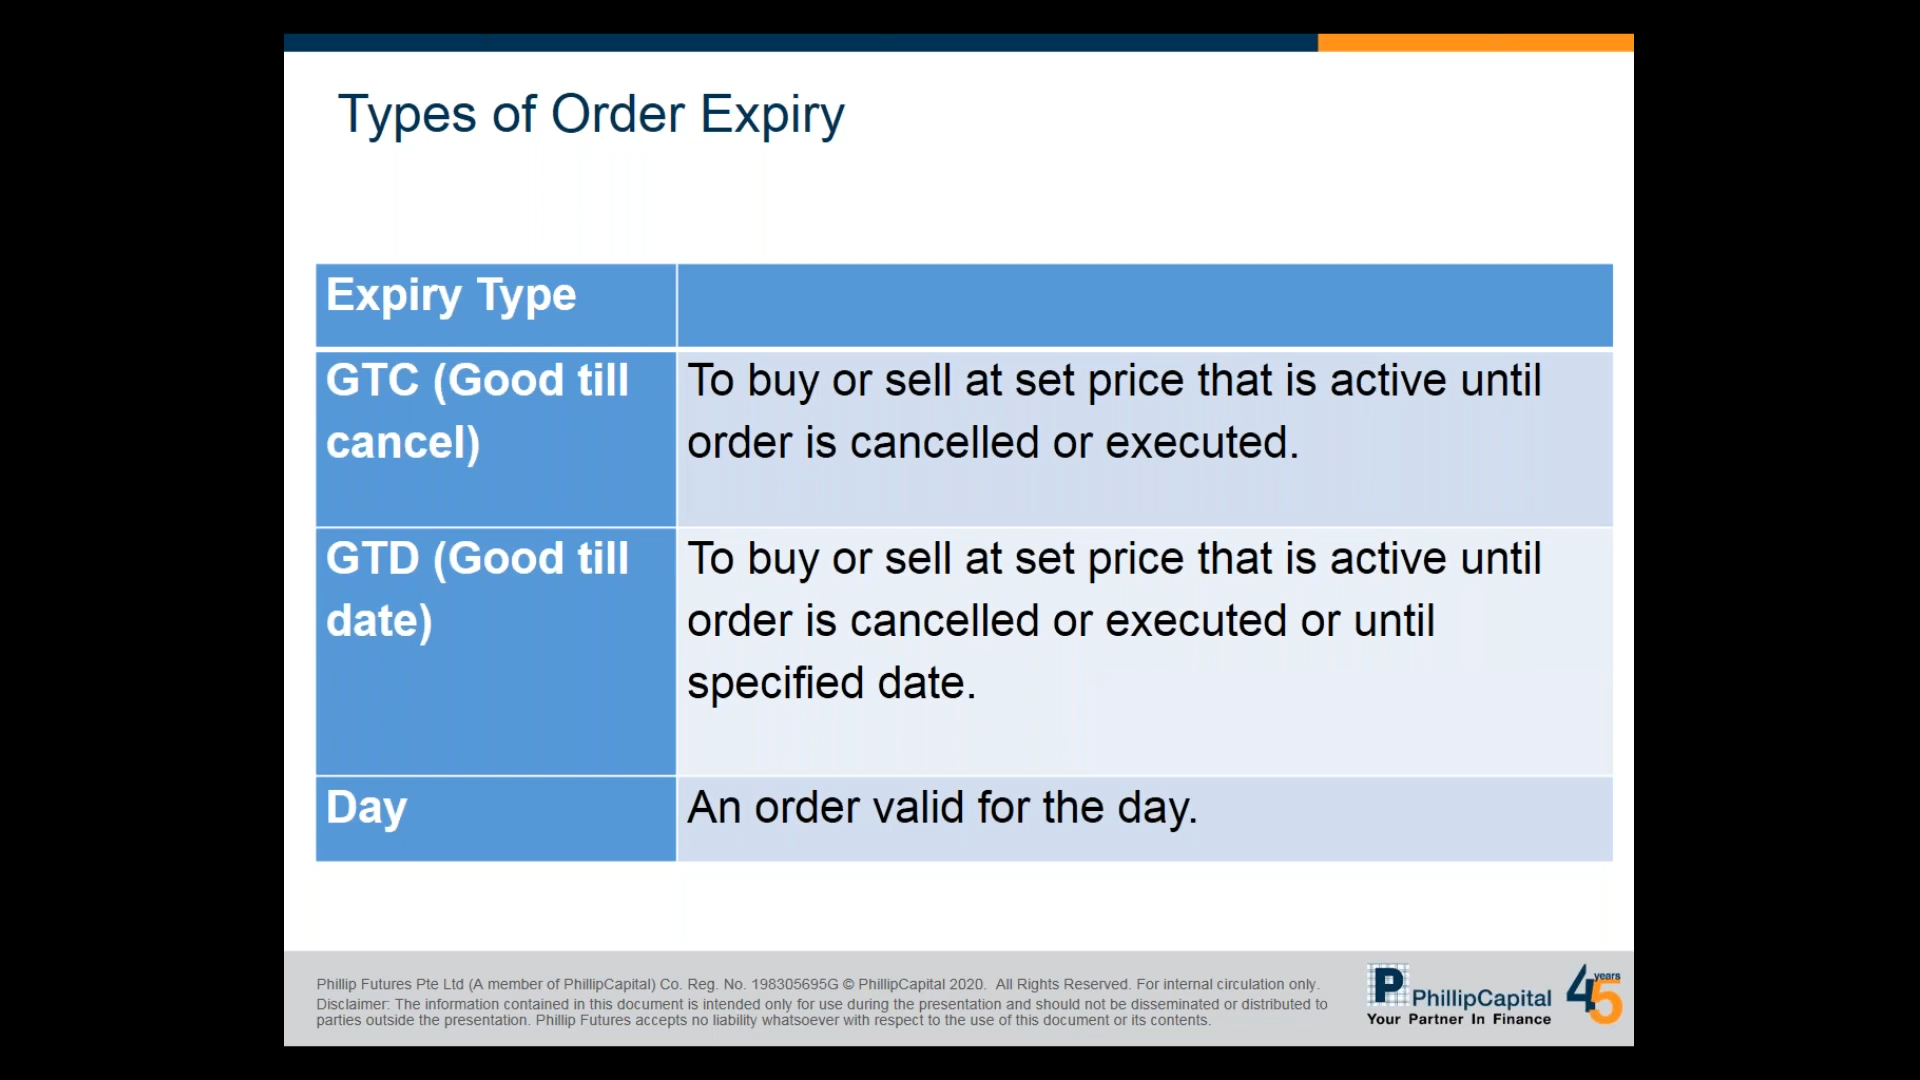 Types of Order Expiry
Expiry Type
GTC (Good till
cancel)
To buy or sell at set price that is active until
order is cancelled or executed.
GTD (Good till
date)
To buy or sell at set price that is active until
order is cancelled or executed or until
specified date.
Day
An order valid for the day.
Phillip Futures Pte Ltd (A member of PhillipCapital) Co. Reg. No. 198305695G © PhillipCapital 2020. All Rights Reserved. For internal circulation only.
Disclaimer: The information contained in this document is intended only for use during the presentation and should not be disseminated or distributed to
parties outside the presentation. Phillip Futures accepts no liability whatsoever with respect to the use of this document or its contents.
P PhillipCapital
Your Partner In Finance
45 years